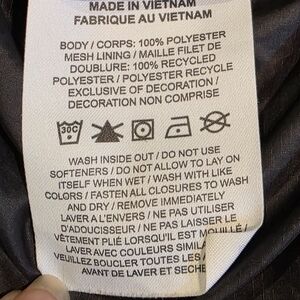 MADE IN VIETNAM
FABRIQUE AU VIETNAM
BODY / CORPS: 100% POLYESTER
MESH LINING / MAILLE FILET DE
DOUBLURE: 100% RECYCLED
POLYESTER / POLYESTER RECYCLE
EXCLUSIVE OF DECORATION /
DECORATION NON COMPRISE
30C
WASH INSIDE OUT / DO NOT USE
SOFTENERS / DO NOT ALLOW TO LAY ON
ITSELF WHEN WET / WASH WITH LIKE
COLORS / FASTEN ALL CLOSURES TO WASH
AND DRY / REMOVE IMMEDIATELY
LAVER A L'ENVERS / NE PAS UTILISER
D'ADOUCISSEUR / NE PAS LAISSER LE
VÊTEMENT PLIÉ LORSQU'IL EST MOUILLÉ /
LAVER AVEC COULEURS SIMILA
VEUILLEZ BOUCLER TOUTES LES
AVANT DE LAVER ET SECHE